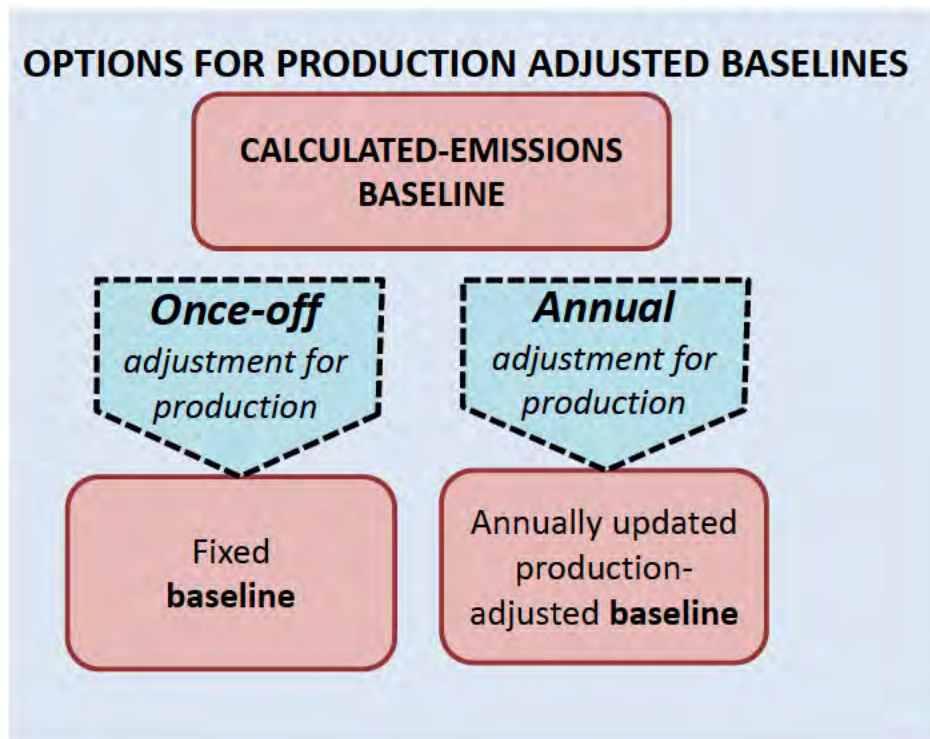 OPTIONS FOR PRODUCTION ADJUSTED BASELINES
CALCULATED-EMISSIONS
BASELINE
Once-off
adjustment for
production
Annual
adjustment for
production
Fixed
baseline
Annually updated
production-
adjusted baseline